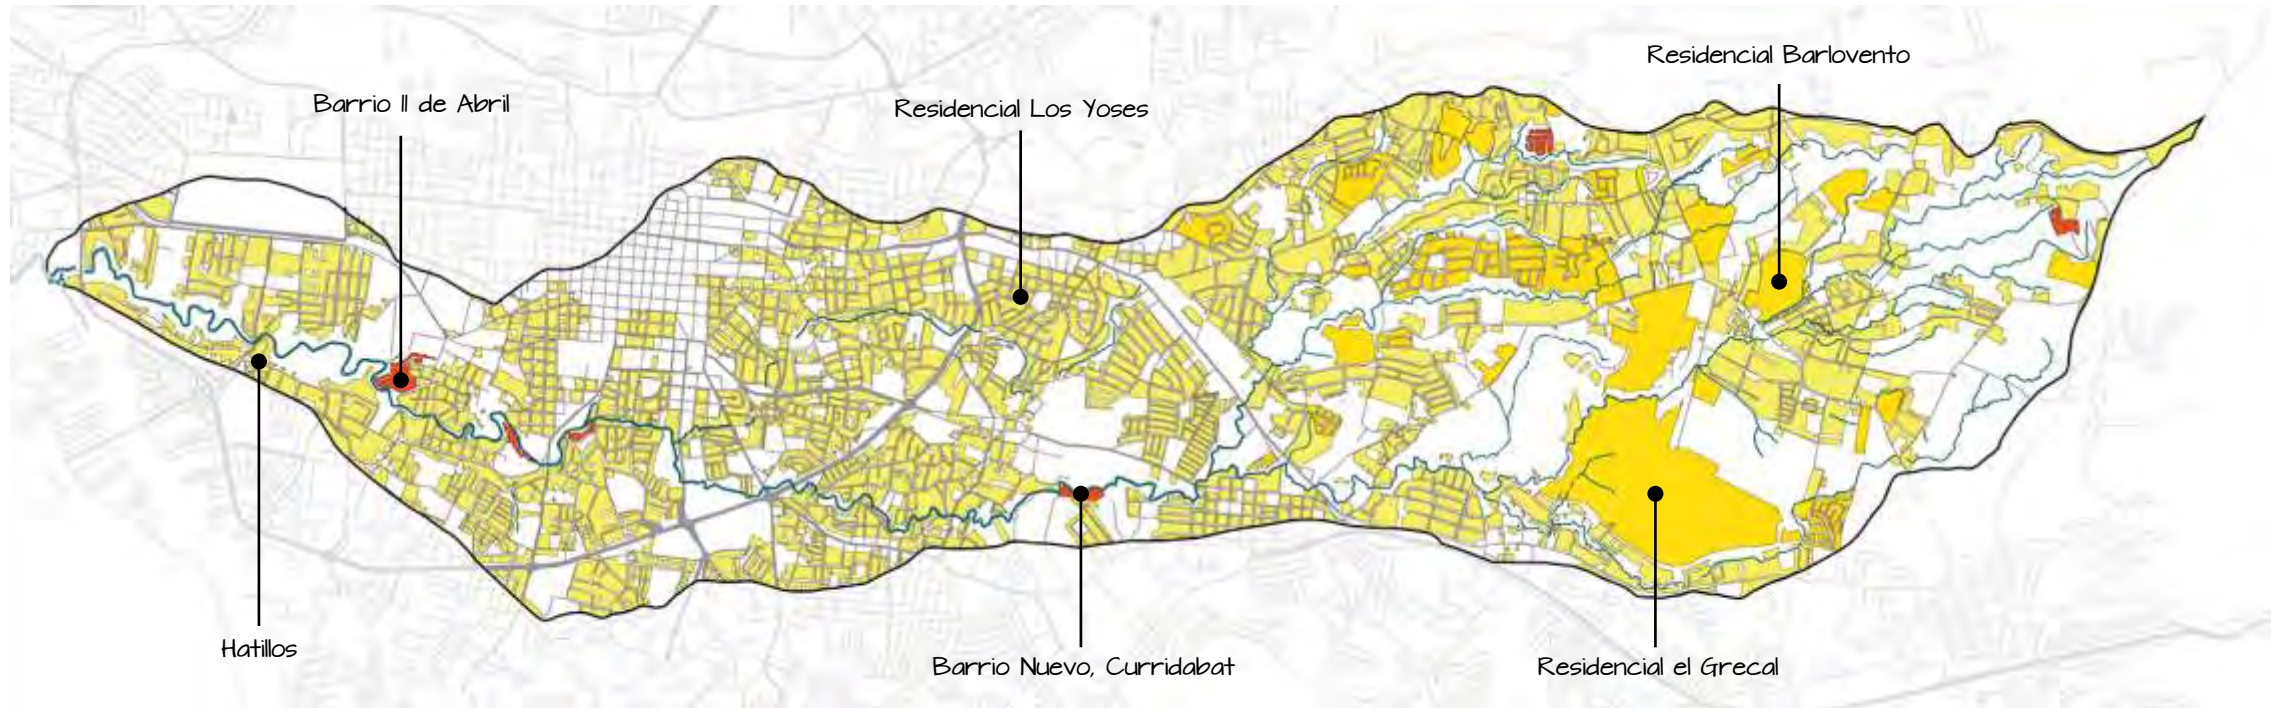 Residencial Barlovento
Barrio 11 de Abril
Residencial Los Yoses
Hatillos
Barrio Nuevo, Curridabat
Residencial el Grecal